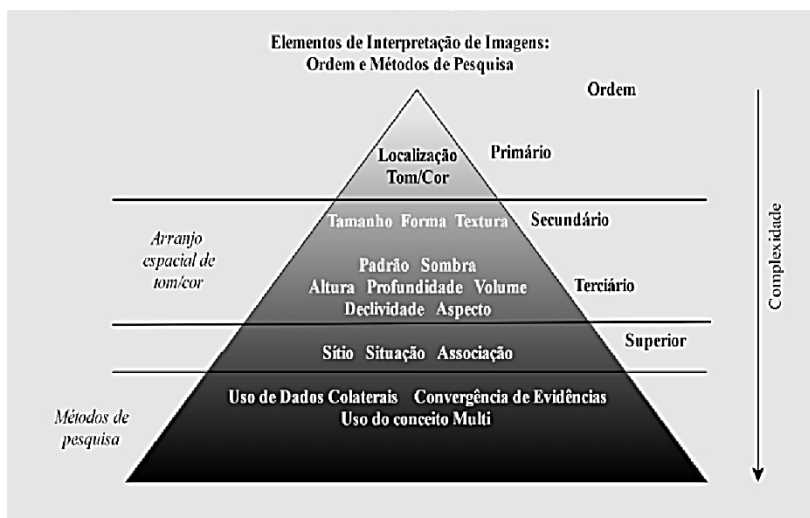 Elementos de Interpretação de Imagens:
Ordem e Métodos de Pesquisa
Ordem
Localização
Tom/Cor
Primário
Tamanho Forma Textura
Secundário
Arranjo
espacial de
tom/cor
Padrão Sombra
Altura Profundidade Volume
Declividade Aspecto
Terciário
Superior
Sítio Situação Associação
Uso de Dados Colaterais Convergência de Evidências
Uso do conceito Multi
Métodos de
pesquisa
Complexidade